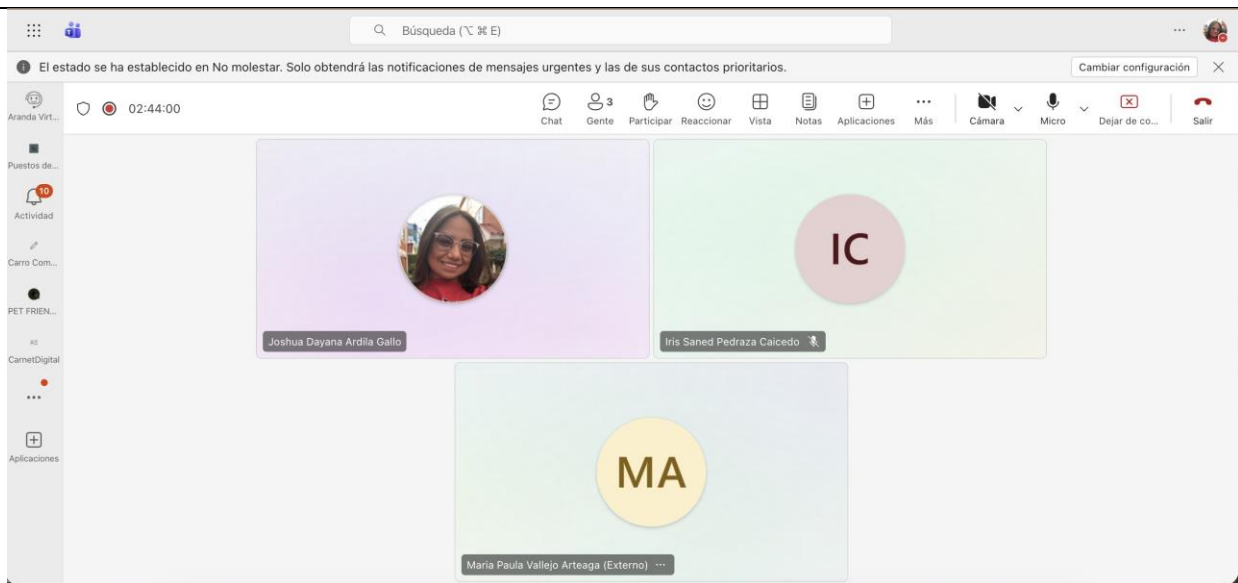 Búsqueda (⌥ ⌘ E)
El estado se ha establecido en No molestar. Solo obtendrá las notificaciones de mensajes urgentes y las de sus contactos prioritarios.
Cambiar configuración
02:44:00
Chat
3
Gente
Participar
Reaccionar
Vista
Notas
Aplicaciones
Más
Cámara
Micro
Dejar de co...
Salir
Aranda Virt...
Puestos de...
10
Actividad
Carro Com...
PET FRIEN...
CarnetDigital
Aplicaciones
Joshua Dayana Ardila Gallo
IC
Iris Saned Pedraza Caicedo
MA
Maria Paula Vallejo Arteaga (Externo) ···